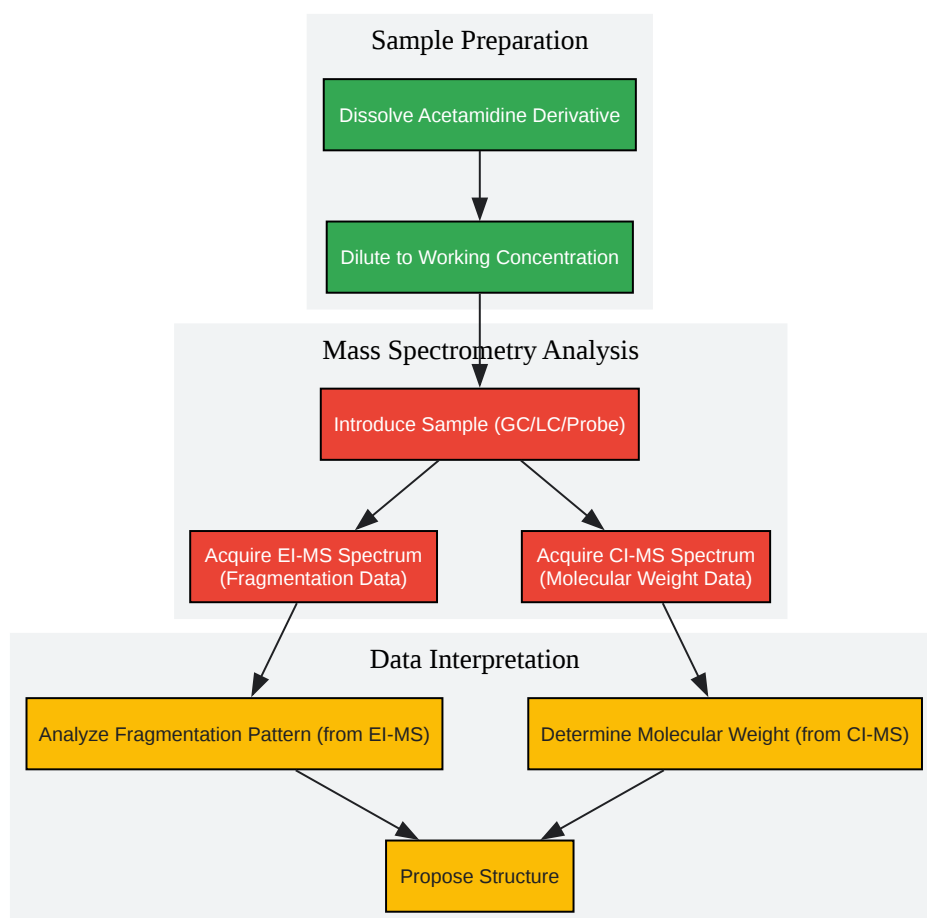 Sample Preparation
Dissolve Acetamidine Derivative
Dilute to Working Concentration
Mass Spectrometry Analysis
Introduce Sample (GC/LC/Probe)
Acquire EI-MS Spectrum
(Fragmentation Data)
Acquire CI-MS Spectrum
(Molecular Weight Data)
Data Interpretation
Analyze Fragmentation Pattern (from EI-MS)
Determine Molecular Weight (from CI-MS)
Propose Structure